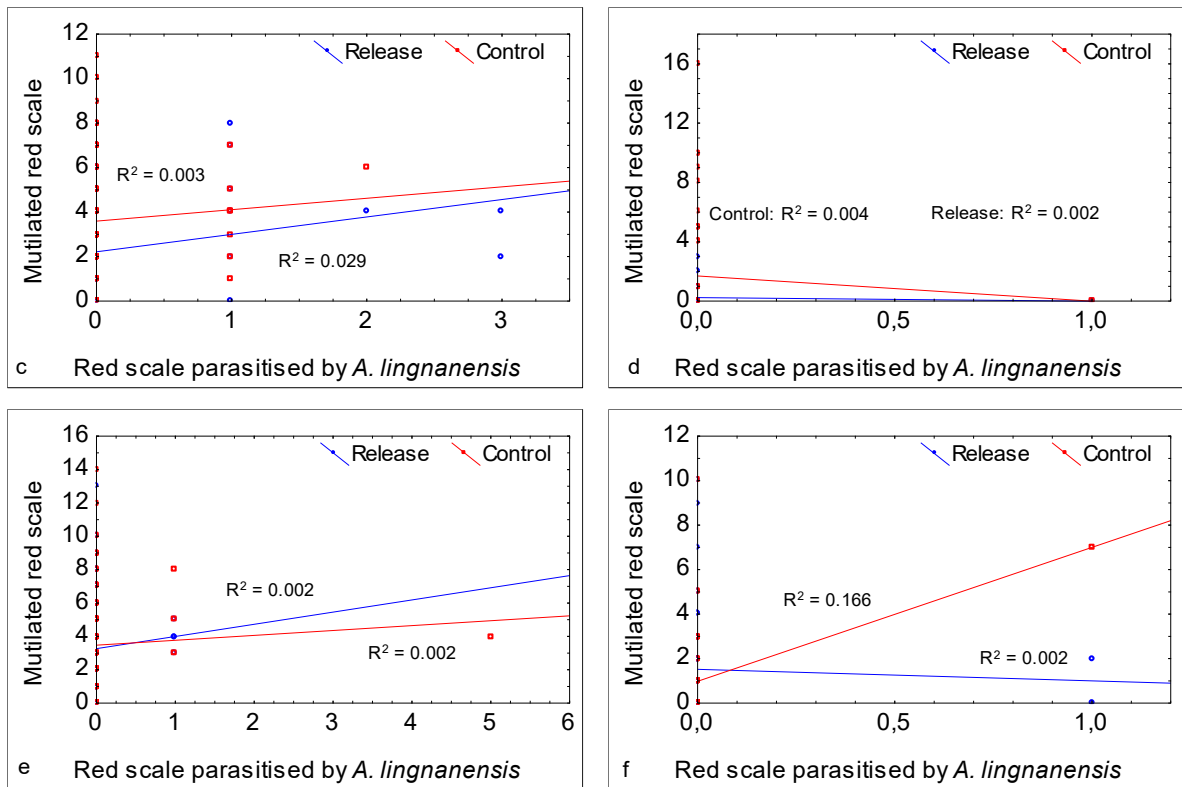 Release Control
12
10
8
6
4
2
0
Mutilated red scale
R² = 0.003
R² = 0.029
0 1 2 3
c Red scale parasitised by A. lingnanensis
Release Control
16
12
8
4
0
Mutilated red scale
Control: R² = 0.004 Release: R² = 0.002
0,0 0,5 1,0
d Red scale parasitised by A. lingnanensis
Release Control
16
14
12
10
8
6
4
2
0
Mutilated red scale
R² = 0.002
R² = 0.002
0 1 2 3 4 5 6
e Red scale parasitised by A. lingnanensis
Release Control
12
10
8
6
4
2
0
Mutilated red scale
R² = 0.166
R² = 0.002
0,0 0,5 1,0
f Red scale parasitised by A. lingnanensis